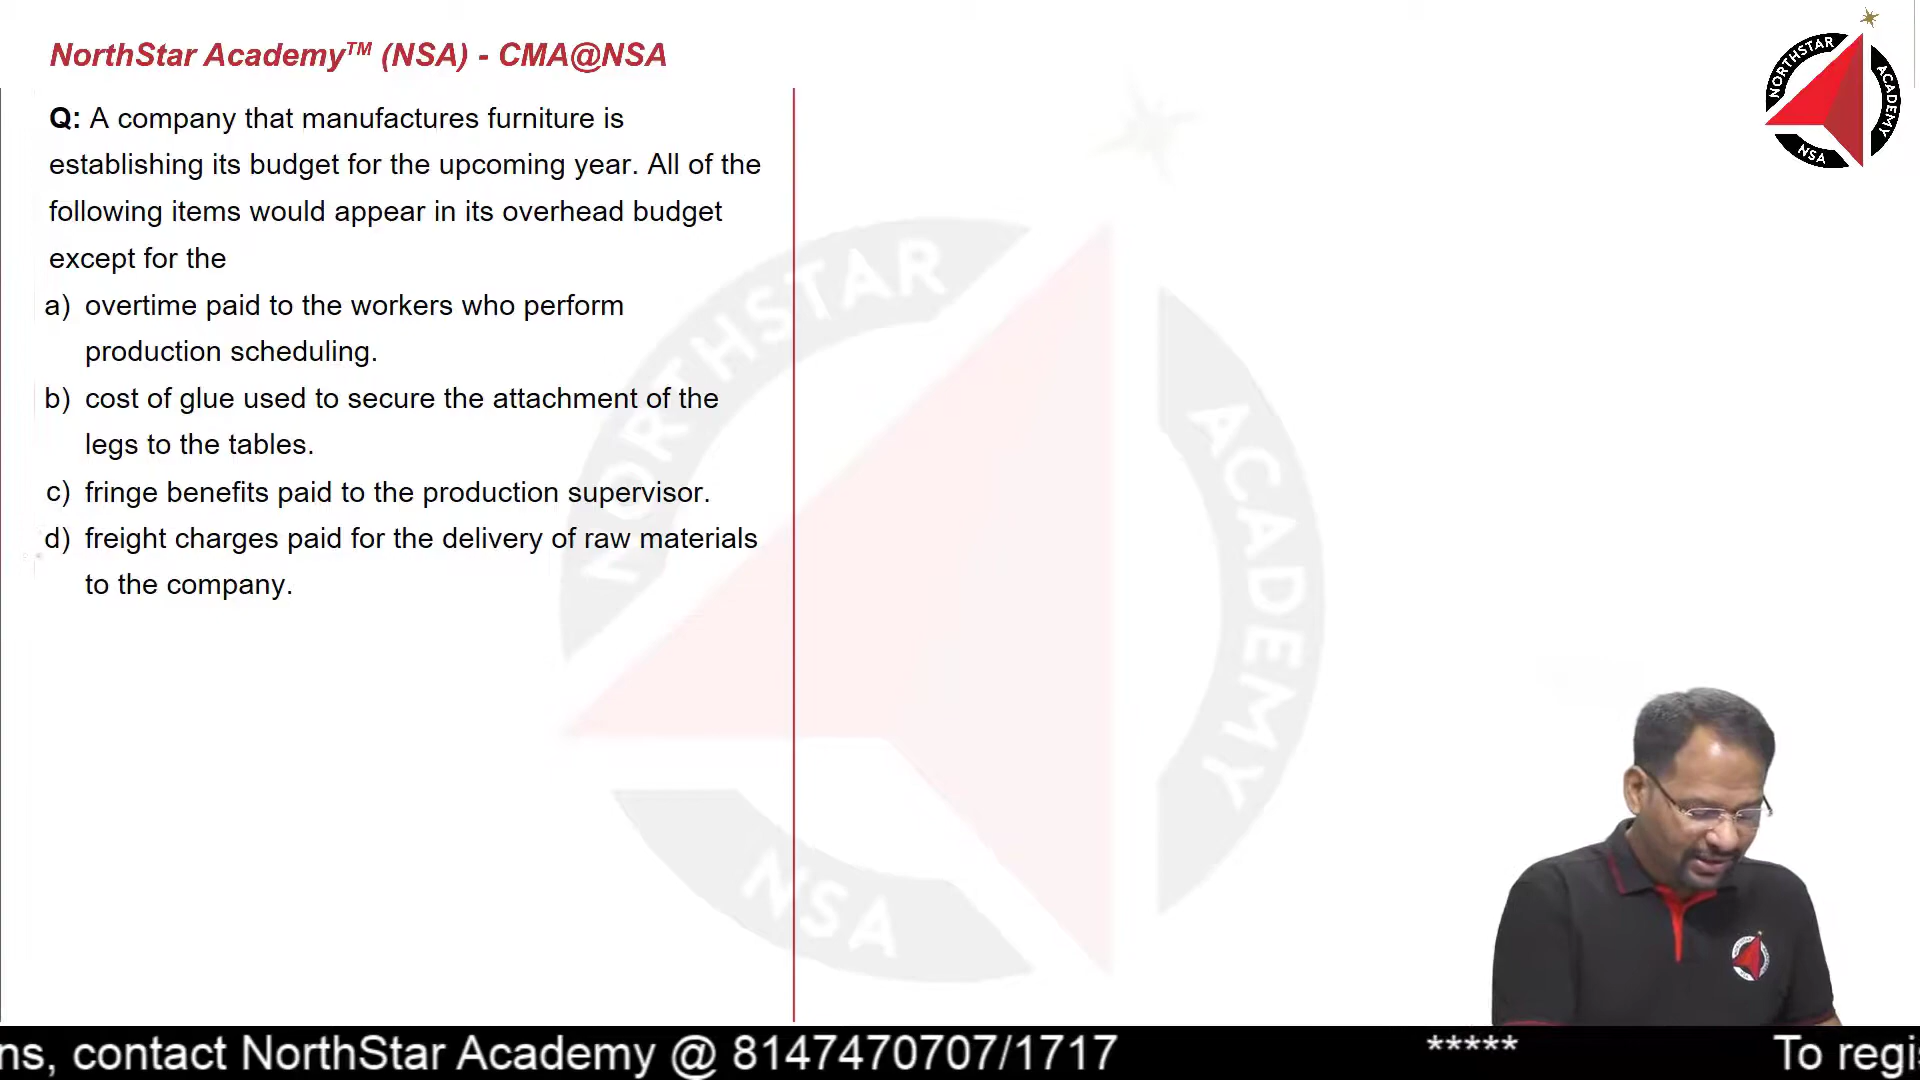 NorthStar Academy™ (NSA) - CMA@NSA
Q: A company that manufactures furniture is
establishing its budget for the upcoming year. All of the
following items would appear in its overhead budget
except for the
a) overtime paid to the workers who perform
production scheduling.
b) cost of glue used to secure the attachment of the
legs to the tables.
c) fringe benefits paid to the production supervisor.
d) freight charges paid for the delivery of raw materials
to the company.
NORTHSTAR
ACADEMY
NSA
NORTHSTAR
ACADEMY
NSA
ns, contact NorthStar Academy @ 8147470707/1717 ***** To regi